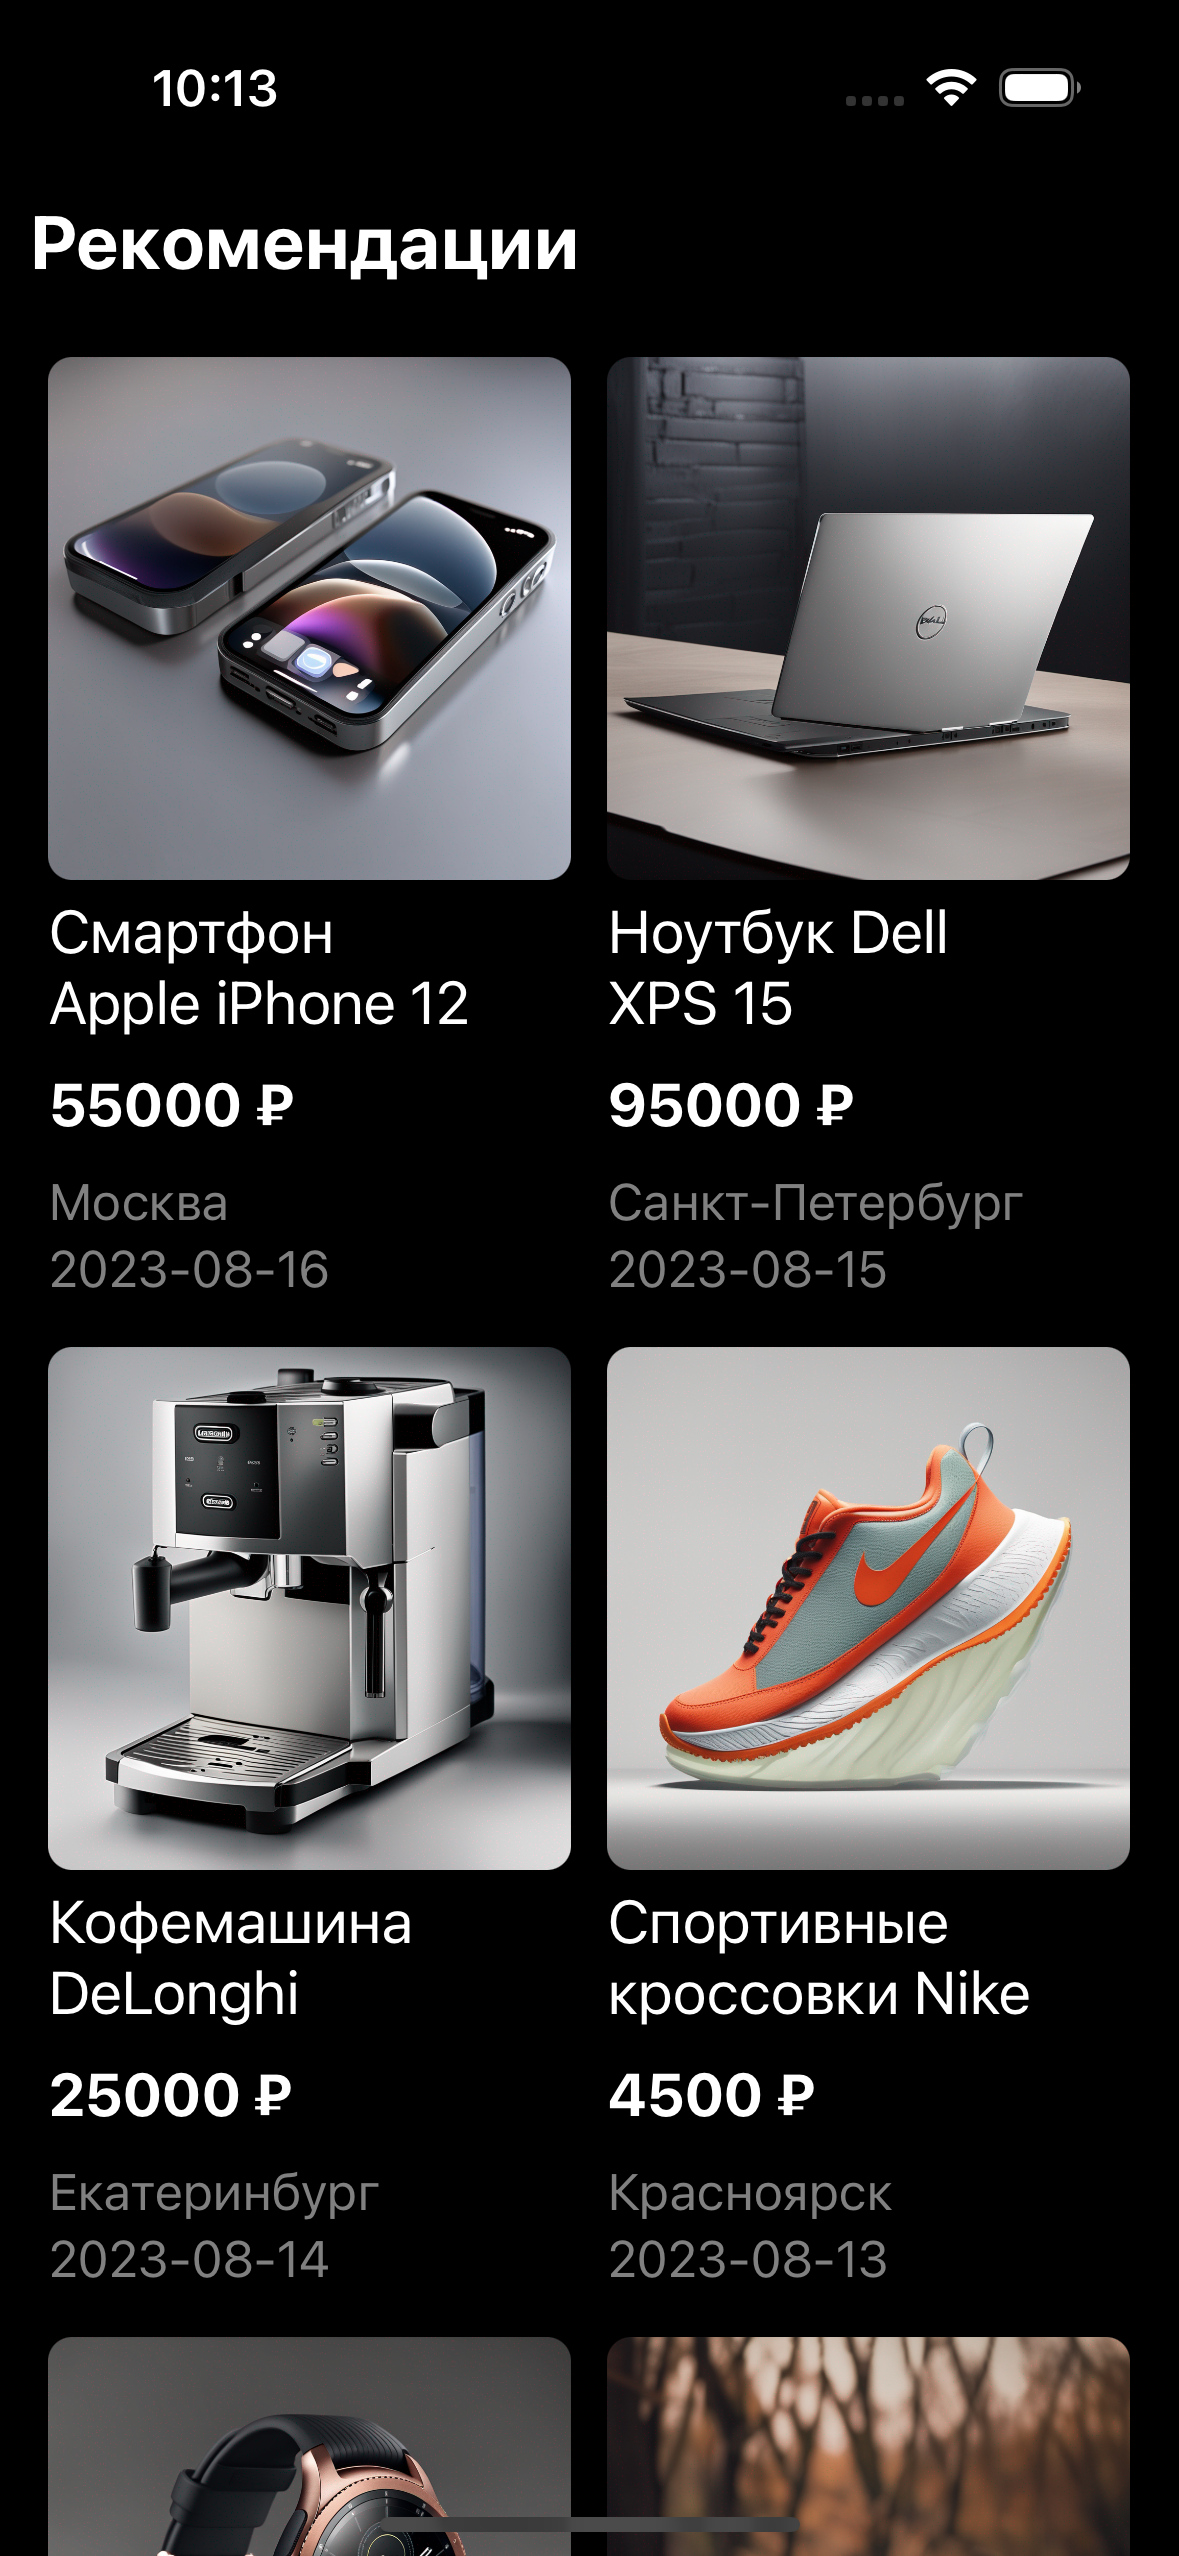 10:13
Рекомендации
Смартфон
Apple iPhone 12
55000 ₽
Москва
2023-08-16
DELL
Ноутбук Dell
XPS 15
95000 ₽
Санкт-Петербург
2023-08-15
Кофемашина
DeLonghi
25000 ₽
Екатеринбург
2023-08-14
Спортивные
кроссовки Nike
4500 ₽
Красноярск
2023-08-13